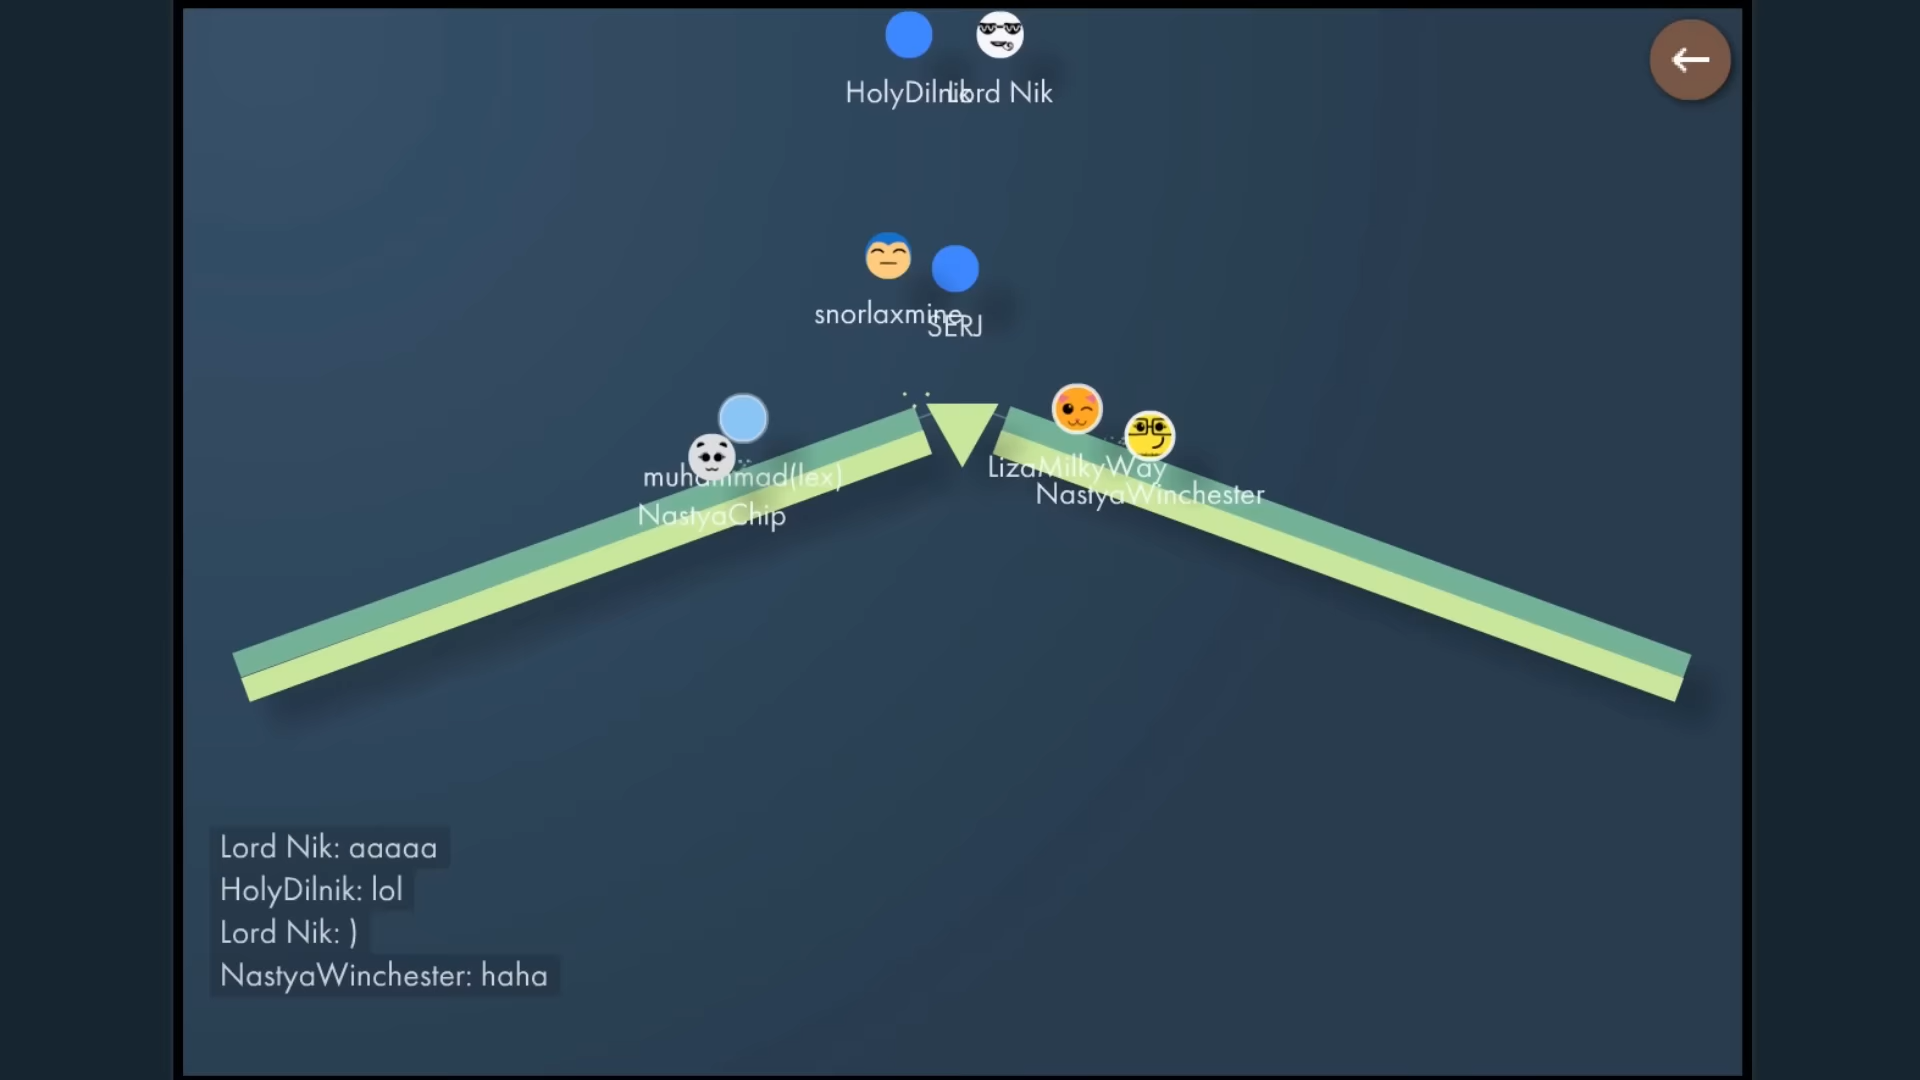 HolyDilnik
Lord Nik
snorlaxmine
SERJ
muhammad(lex)
NastyaChip
LizaMilkyWay
NastyaWinchester
Lord Nik: aaaaa
HolyDilnik: lol
Lord Nik: )
NastyaWinchester: haha